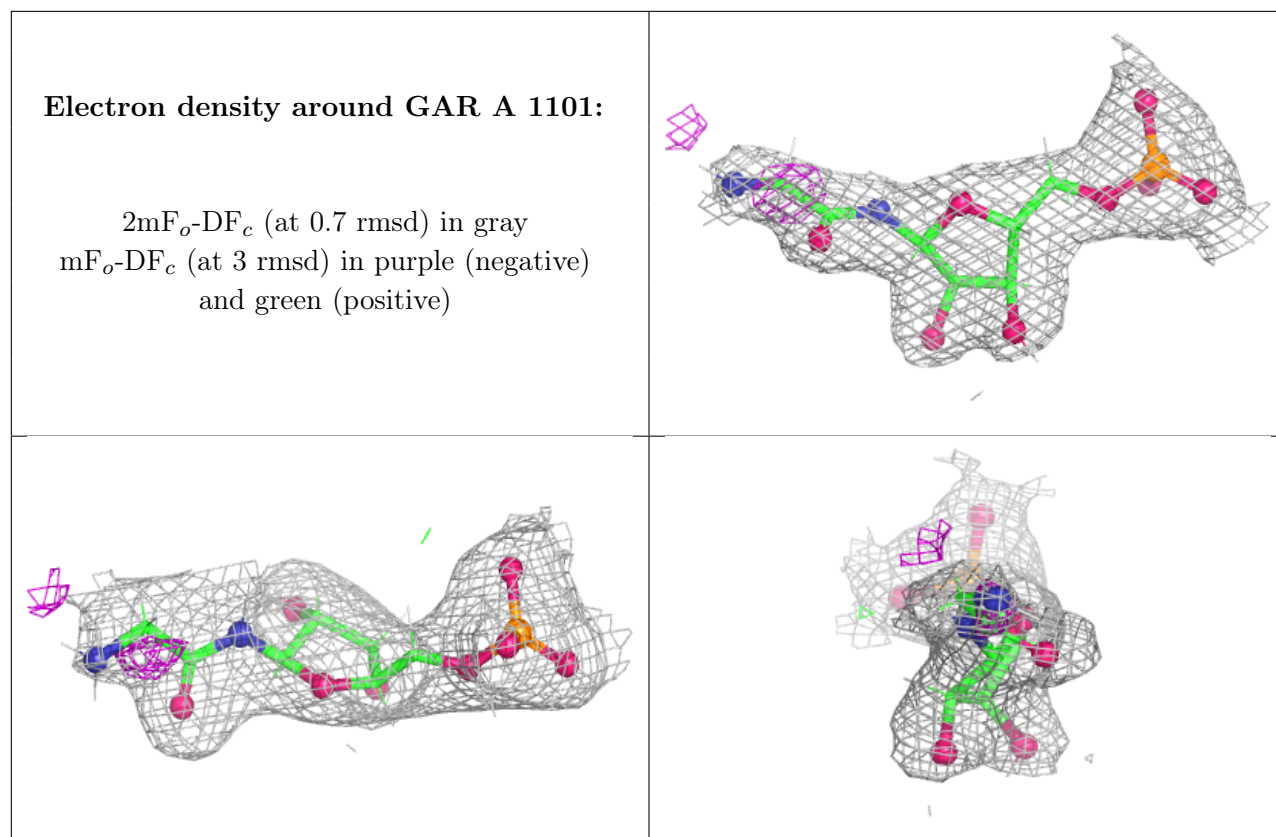 Electron density around GAR A 1101:
2mFo-DFc (at 0.7 rmsd) in gray
mFo-DFc (at 3 rmsd) in purple (negative)
and green (positive)